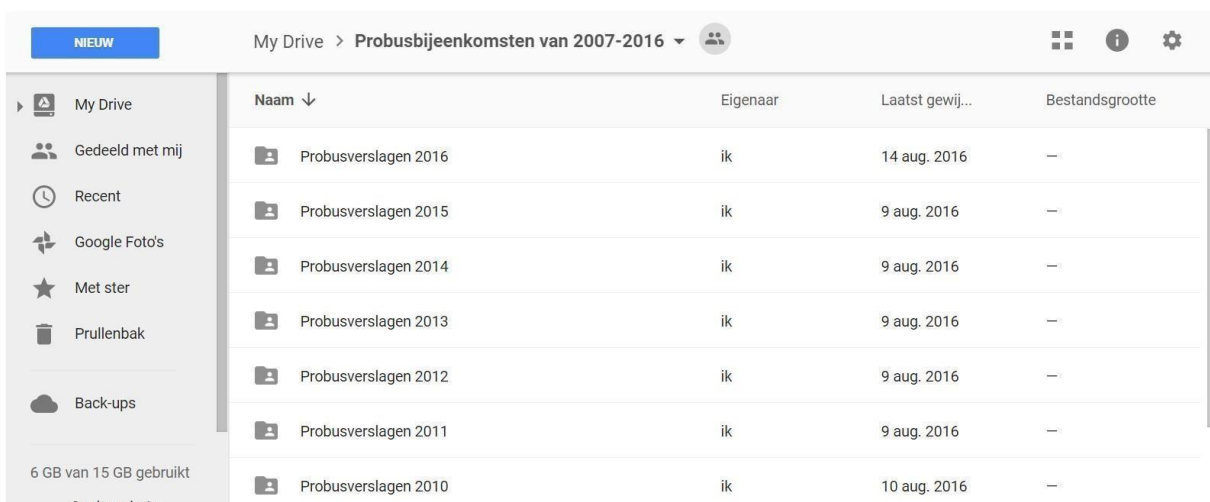 NIEUW
My Drive > Probusbijeenkomsten van 2007-2016
My Drive
Gedeeld met mij
Recent
Google Foto's
Met ster
Prullenbak
Back-ups
6 GB van 15 GB gebruikt
Naam Eigenaar Laatst gewij... Bestandsgrootte
Probusverslagen 2016 ik 14 aug. 2016 —
Probusverslagen 2015 ik 9 aug. 2016 —
Probusverslagen 2014 ik 9 aug. 2016 —
Probusverslagen 2013 ik 9 aug. 2016 —
Probusverslagen 2012 ik 9 aug. 2016 —
Probusverslagen 2011 ik 9 aug. 2016 —
Probusverslagen 2010 ik 10 aug. 2016 —